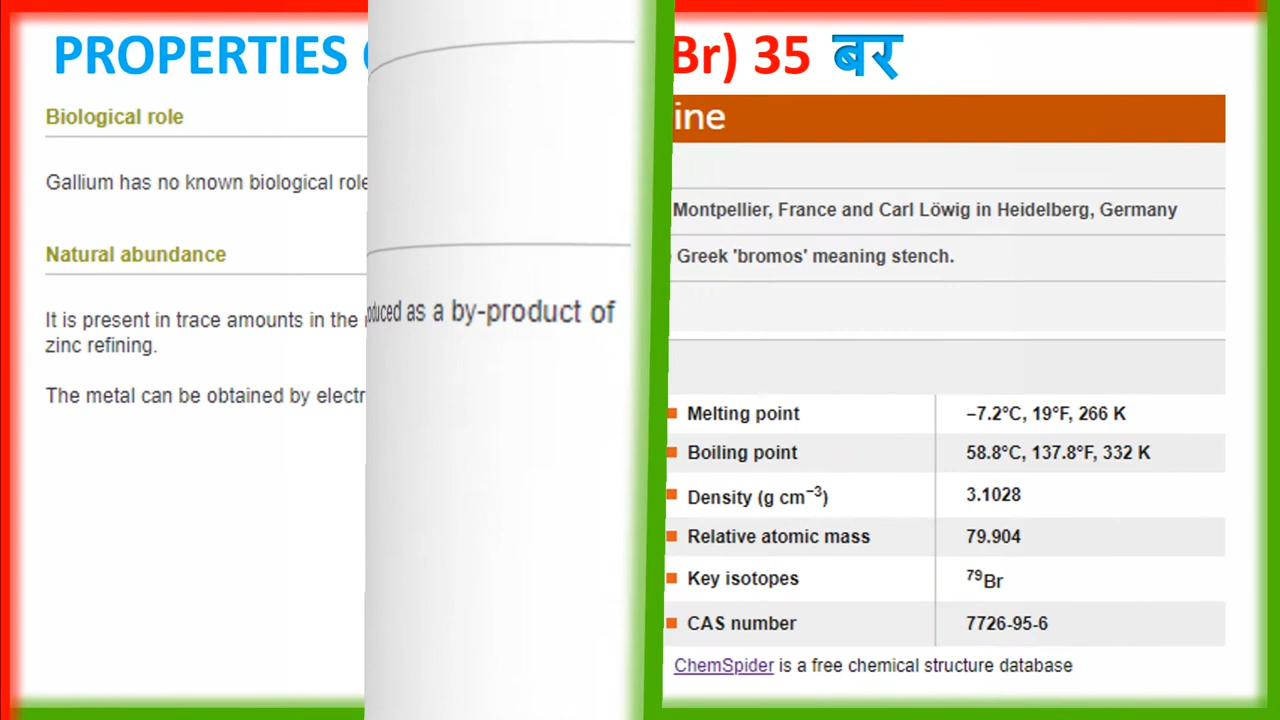 PROPERTIES
Biological role
Gallium has no known biological role
Natural abundance
It is present in trace amounts in the
zinc refining.
The metal can be obtained by
as a by-product of
Br) 35 बर
Montpellier, France and Carl Löwig in Heidelberg, Germany
Greek 'bromos' meaning stench.
Melting point −7.2°C, 19°F, 266 K
Boiling point 58.8°C, 137.8°F, 332 K
Density (g cm⁻³) 3.1028
Relative atomic mass 79.904
Key isotopes ⁷⁹Br
CAS number 7726-95-6
ChemSpider is a free chemical structure database